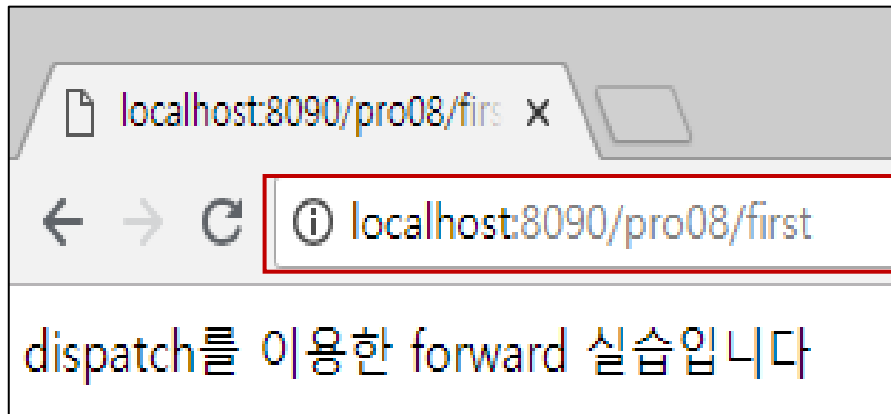 localhost:8090/pro08/firs
localhost:8090/pro08/first
dispatch를 이용한 forward 실습입니다